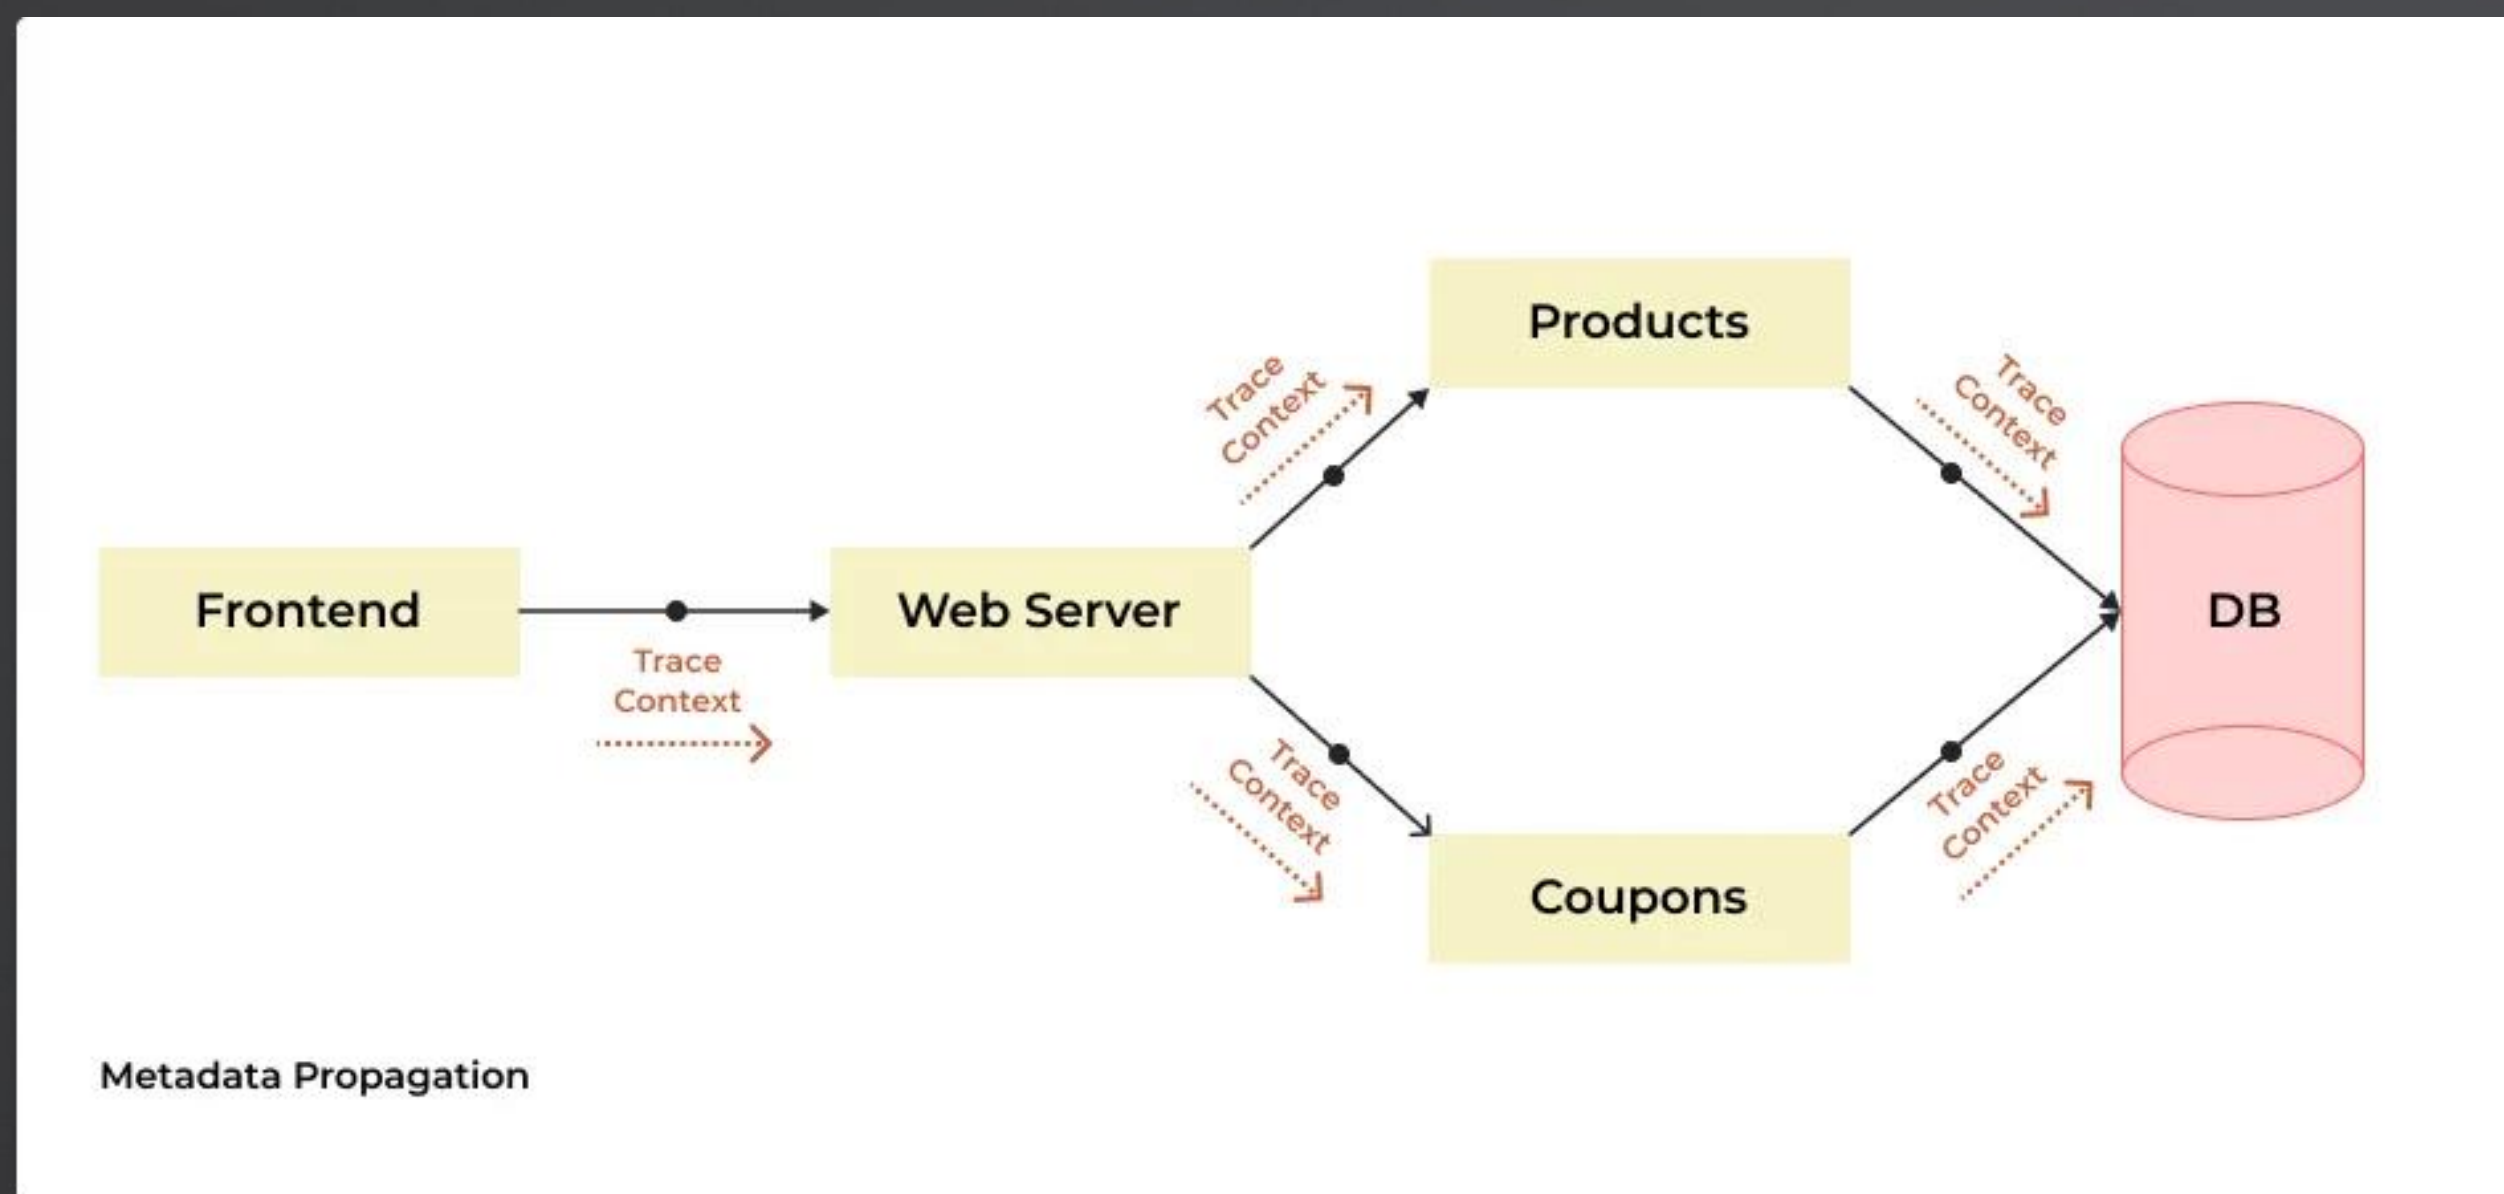 Products
Trace
Context
Trace
Context
Frontend
Web Server
DB
Trace
Context
Trace
Context
Trace
Context
Coupons
Metadata Propagation